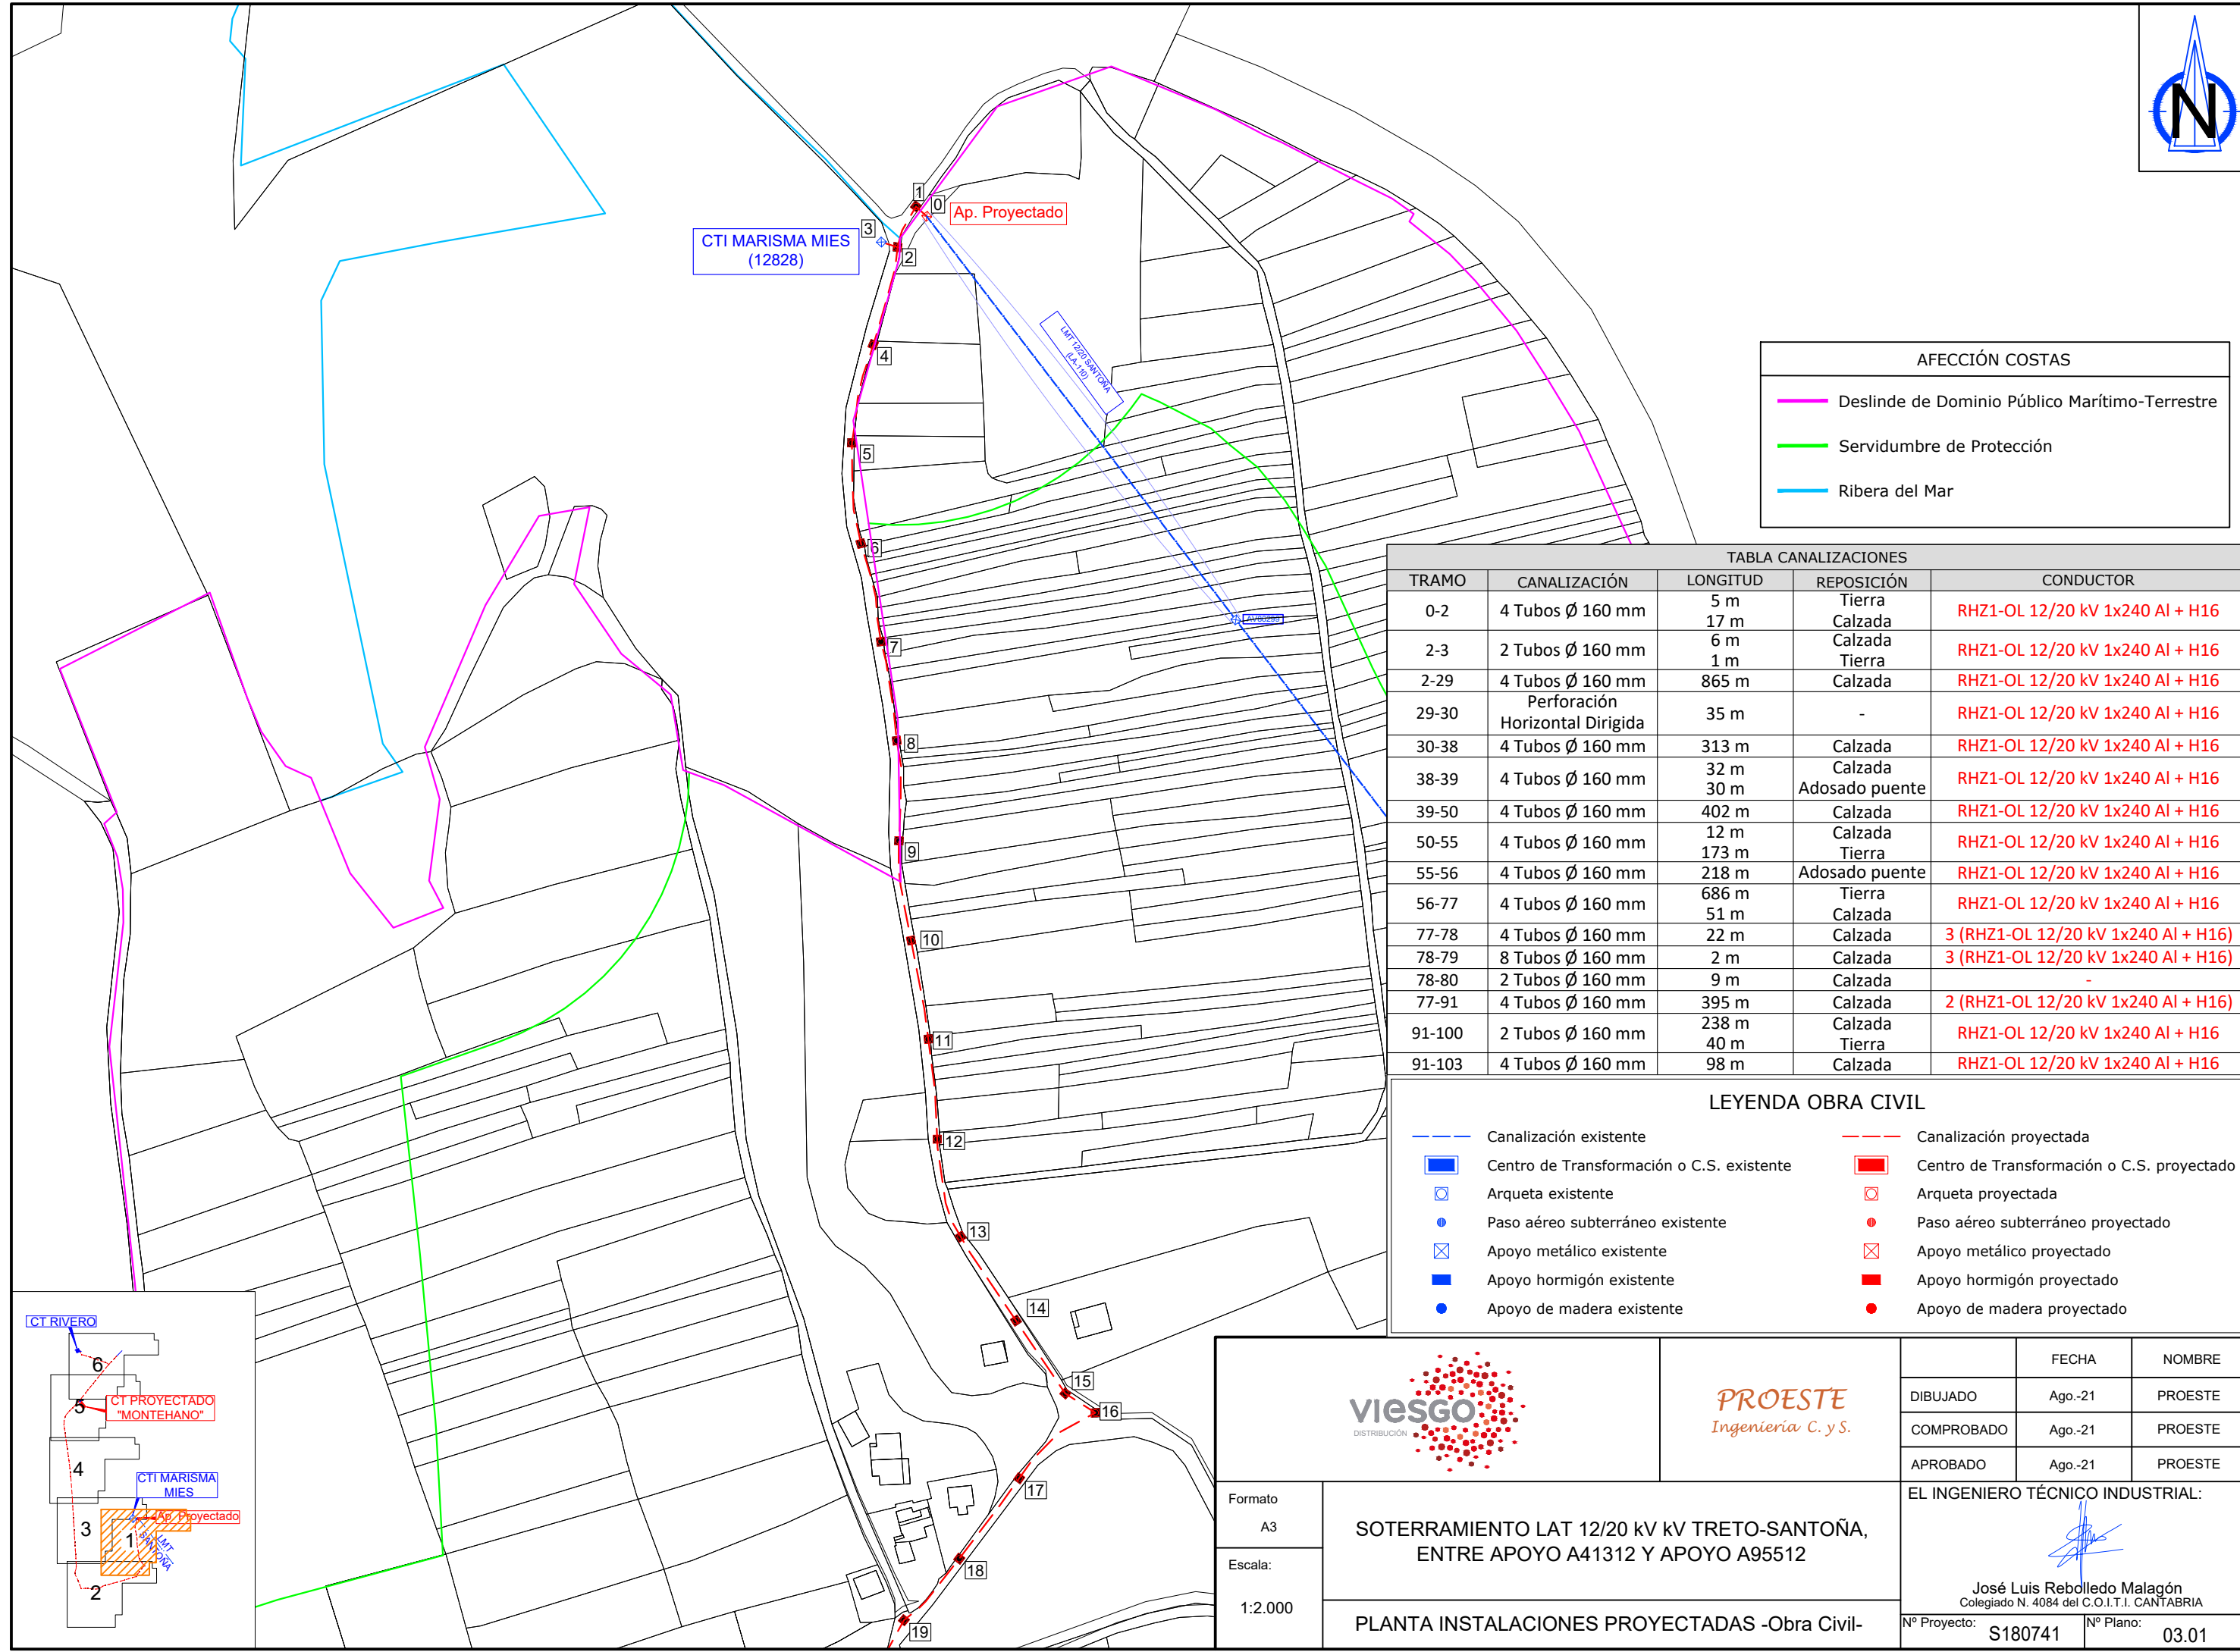 N
1
0
Ap. Proyectado
3
CTI MARISMA MIES
(12828)
2
4
LMT 12/20 SANTOÑA
(LA-110)
5
6
7
8
9
10
11
12
13
14
15
16
17
18
19
AFECCIÓN COSTAS
Deslinde de Dominio Público Marítimo-Terrestre
Servidumbre de Protección
Ribera del Mar
TABLA CANALIZACIONES
TRAMO CANALIZACIÓN LONGITUD REPOSICIÓN CONDUCTOR
0-2 4 Tubos Ø 160 mm 5 m Tierra RHZ1-OL 12/20 kV 1x240 Al + H16
17 m Calzada
2-3 2 Tubos Ø 160 mm 6 m Calzada RHZ1-OL 12/20 kV 1x240 Al + H16
1 m Tierra
2-29 4 Tubos Ø 160 mm 865 m Calzada RHZ1-OL 12/20 kV 1x240 Al + H16
29-30 Perforación Horizontal Dirigida 35 m - RHZ1-OL 12/20 kV 1x240 Al + H16
30-38 4 Tubos Ø 160 mm 313 m Calzada RHZ1-OL 12/20 kV 1x240 Al + H16
38-39 4 Tubos Ø 160 mm 32 m Calzada RHZ1-OL 12/20 kV 1x240 Al + H16
30 m Adosado puente
39-50 4 Tubos Ø 160 mm 402 m Calzada RHZ1-OL 12/20 kV 1x240 Al + H16
50-55 4 Tubos Ø 160 mm 12 m Calzada RHZ1-OL 12/20 kV 1x240 Al + H16
173 m Tierra
55-56 4 Tubos Ø 160 mm 218 m Adosado puente RHZ1-OL 12/20 kV 1x240 Al + H16
56-77 4 Tubos Ø 160 mm 686 m Tierra RHZ1-OL 12/20 kV 1x240 Al + H16
51 m Calzada
77-78 4 Tubos Ø 160 mm 22 m Calzada 3 (RHZ1-OL 12/20 kV 1x240 Al + H16)
78-79 8 Tubos Ø 160 mm 2 m Calzada 3 (RHZ1-OL 12/20 kV 1x240 Al + H16)
78-80 2 Tubos Ø 160 mm 9 m Calzada -
77-91 4 Tubos Ø 160 mm 395 m Calzada 2 (RHZ1-OL 12/20 kV 1x240 Al + H16)
91-100 2 Tubos Ø 160 mm 238 m Calzada RHZ1-OL 12/20 kV 1x240 Al + H16
40 m Tierra
91-103 4 Tubos Ø 160 mm 98 m Calzada RHZ1-OL 12/20 kV 1x240 Al + H16
LEYENDA OBRA CIVIL
Canalización existente Canalización proyectada
Centro de Transformación o C.S. existente Centro de Transformación o C.S. proyectado
Arqueta existente Arqueta proyectada
Paso aéreo subterráneo existente Paso aéreo subterráneo proyectado
Apoyo metálico existente Apoyo metálico proyectado
Apoyo hormigón existente Apoyo hormigón proyectado
Apoyo de madera existente Apoyo de madera proyectado
CT RIVERO
6
5
CT PROYECTADO
"MONTEHANO"
4
CTI MARISMA
MIES
Ap. Proyectado
3
1
LMT
SANTOÑA
2
viesgo
DISTRIBUCIÓN
PROESTE
Ingeniería C. y S.
FECHA NOMBRE
DIBUJADO Ago.-21 PROESTE
COMPROBADO Ago.-21 PROESTE
APROBADO Ago.-21 PROESTE
Formato
A3
Escala:
1:2.000
SOTERRAMIENTO LAT 12/20 kV kV TRETO-SANTOÑA,
ENTRE APOYO A41312 Y APOYO A95512
PLANTA INSTALACIONES PROYECTADAS -Obra Civil-
EL INGENIERO TÉCNICO INDUSTRIAL:
José Luis Rebolledo Malagón
Colegiado N. 4084 del C.O.I.T.I. CANTABRIA
Nº Proyecto: S180741
Nº Plano: 03.01